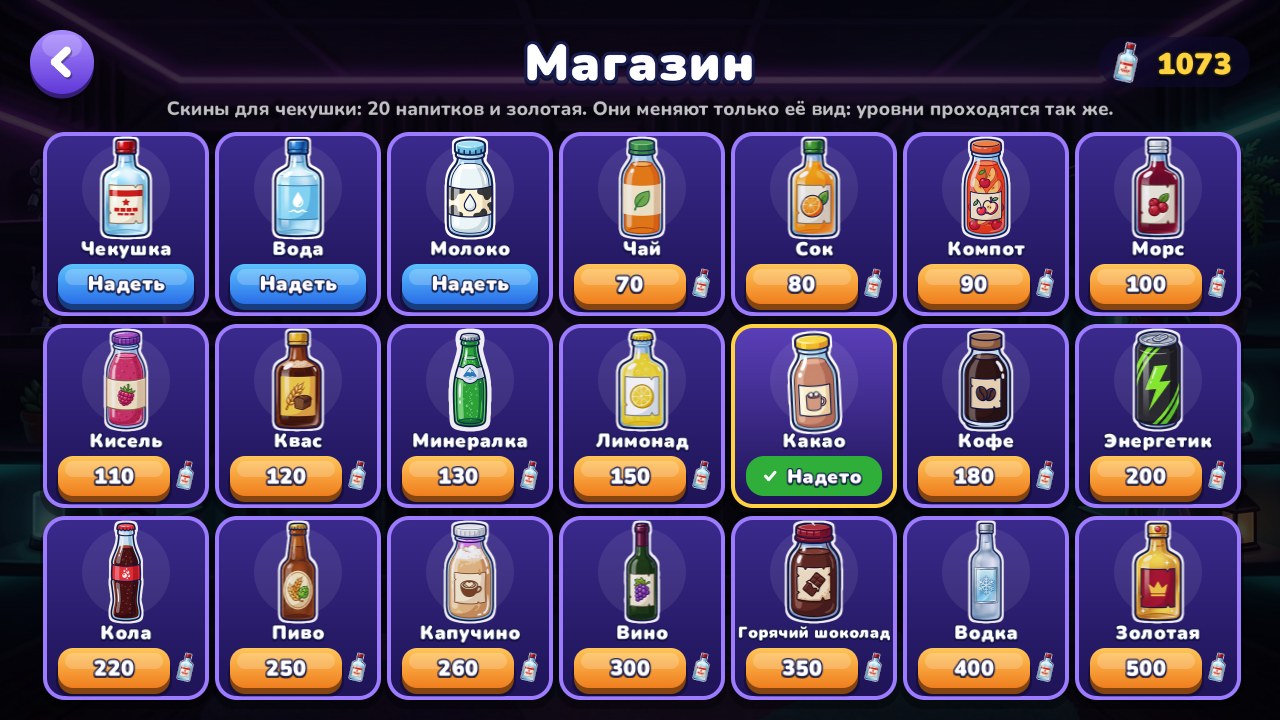 Магазин
1073
Скины для чекушки: 20 напитков и золотая. Они меняют только её вид: уровни проходятся так же.
Чекушка Вода Молоко Чай Сок Компот Морс
Надеть Надеть Надеть 70 80 90 100
Кисель Квас Минералка Лимонад Какао Кофе Энергетик
110 120 130 150 Надето 180 200
Кола Пиво Капучино Вино Горячий шоколад Водка Золотая
220 250 260 300 350 400 500